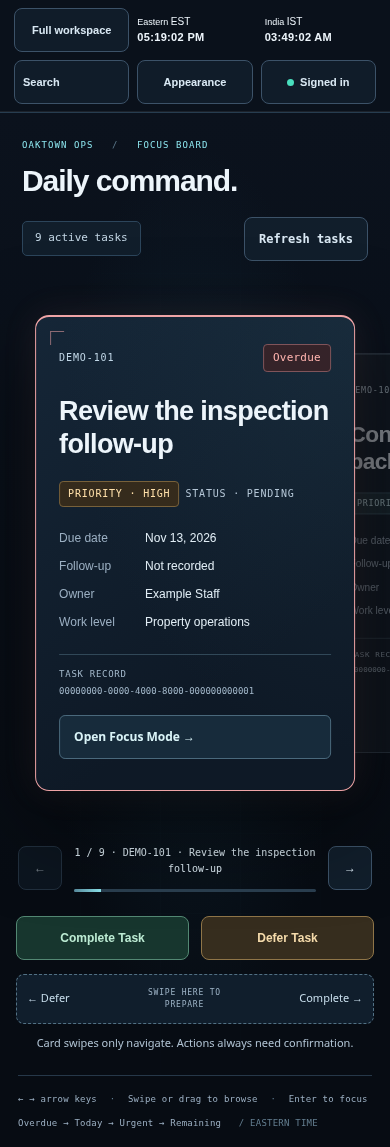 Full workspace
Eastern EST
05:19:02 PM
India IST
03:49:02 AM
Search
Appearance
Signed in
OAKTOWN OPS / FOCUS BOARD
Daily command.
9 active tasks
Refresh tasks
DEMO-101
Overdue
Review the inspection
follow-up
PRIORITY · HIGH STATUS · PENDING
Due date Nov 13, 2026
Follow-up Not recorded
Owner Example Staff
Work level Property operations
TASK RECORD
00000000-0000-4000-8000-000000000001
Open Focus Mode →
←
1 / 9 · DEMO-101 · Review the inspection
follow-up
→
Complete Task
Defer Task
← Defer
SWIPE HERE TO
PREPARE
Complete →
Card swipes only navigate. Actions always need confirmation.
← → arrow keys · Swipe or drag to browse · Enter to focus
Overdue → Today → Urgent → Remaining / EASTERN TIME